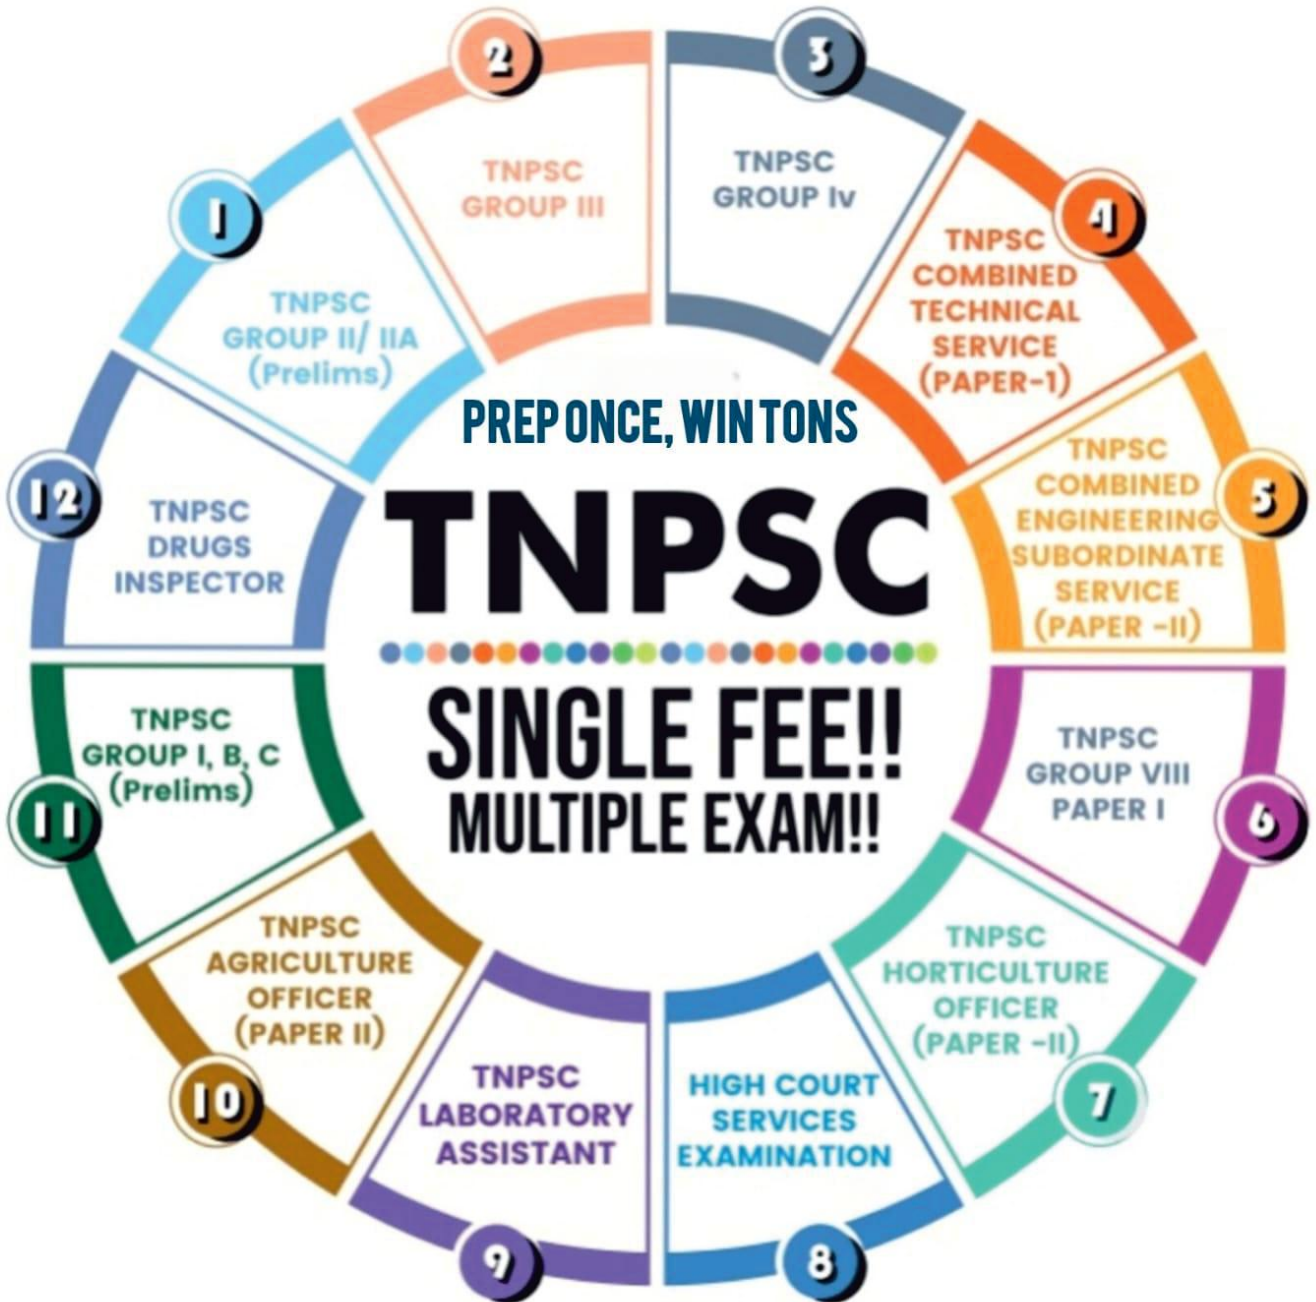 1
TNPSC
GROUP II/ IIA
(Prelims)
2
TNPSC
GROUP III
3
TNPSC
GROUP Iv
4
TNPSC
COMBINED
TECHNICAL
SERVICE
(PAPER-1)
5
TNPSC
COMBINED
ENGINEERING
SUBORDINATE
SERVICE
(PAPER -II)
6
TNPSC
GROUP VIII
PAPER I
7
TNPSC
HORTICULTURE
OFFICER
(PAPER -II)
8
HIGH COURT
SERVICES
EXAMINATION
9
TNPSC
LABORATORY
ASSISTANT
10
TNPSC
AGRICULTURE
OFFICER
(PAPER II)
11
TNPSC
GROUP I, B, C
(Prelims)
12
TNPSC
DRUGS
INSPECTOR
PREP ONCE, WIN TONS
TNPSC
SINGLE FEE!!
MULTIPLE EXAM!!